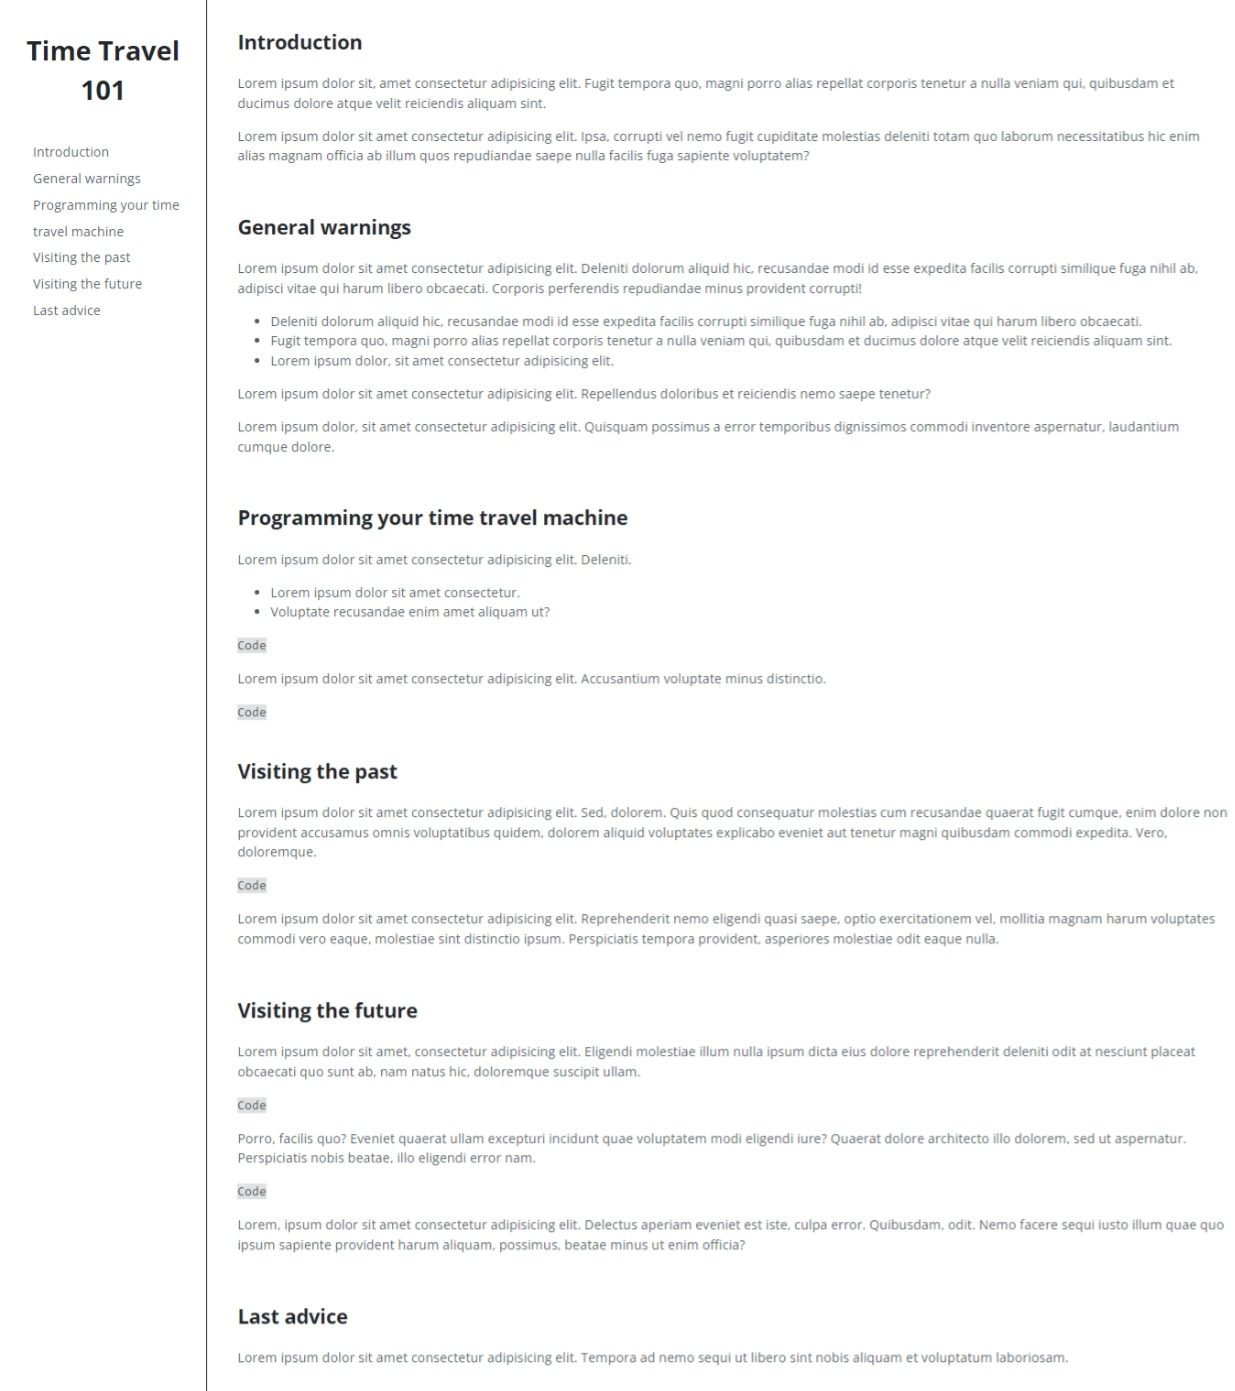 Time Travel
101
Introduction
General warnings
Programming your time
travel machine
Visiting the past
Visiting the future
Last advice
Introduction
Lorem ipsum dolor sit, amet consectetur adipisicing elit. Fugit tempora quo, magni porro alias repellat corporis tenetur a nulla veniam qui, quibusdam et
ducimus dolore atque velit reiciendis aliquam sint.
Lorem ipsum dolor sit amet consectetur adipisicing elit. Ipsa, corrupti vel nemo fugit cupiditate molestias deleniti totam quo laborum necessitatibus hic enim
alias magnam officia ab illum quos repudiandae saepe nulla facilis fuga sapiente voluptatem?
General warnings
Lorem ipsum dolor sit amet consectetur adipisicing elit. Deleniti dolorum aliquid hic, recusandae modi id esse expedita facilis corrupti similique fuga nihil ab,
adipisci vitae qui harum libero obcaecati. Corporis perferendis repudiandae minus provident corrupti!
• Deleniti dolorum aliquid hic, recusandae modi id esse expedita facilis corrupti similique fuga nihil ab, adipisci vitae qui harum libero obcaecati.
• Fugit tempora quo, magni porro alias repellat corporis tenetur a nulla veniam qui, quibusdam et ducimus dolore atque velit reiciendis aliquam sint.
• Lorem ipsum dolor, sit amet consectetur adipisicing elit.
Lorem ipsum dolor sit amet consectetur adipisicing elit. Repellendus doloribus et reiciendis nemo saepe tenetur?
Lorem ipsum dolor, sit amet consectetur adipisicing elit. Quisquam possimus a error temporibus dignissimos commodi inventore aspernatur, laudantium
cumque dolore.
Programming your time travel machine
Lorem ipsum dolor sit amet consectetur adipisicing elit. Deleniti.
• Lorem ipsum dolor sit amet consectetur.
• Voluptate recusandae enim amet aliquam ut?
Code
Lorem ipsum dolor sit amet consectetur adipisicing elit. Accusantium voluptate minus distinctio.
Code
Visiting the past
Lorem ipsum dolor sit amet consectetur adipisicing elit. Sed, dolorem. Quis quod consequatur molestias cum recusandae quaerat fugit cumque, enim dolore non
provident accusamus omnis voluptatibus quidem, dolorem aliquid voluptates explicabo eveniet aut tenetur magni quibusdam commodi expedita. Vero,
doloremque.
Code
Lorem ipsum dolor sit amet consectetur adipisicing elit. Reprehenderit nemo eligendi quasi saepe, optio exercitationem vel, mollitia magnam harum voluptates
commodi vero eaque, molestiae sint distinctio ipsum. Perspiciatis tempora provident, asperiores molestiae odit eaque nulla.
Visiting the future
Lorem ipsum dolor sit amet, consectetur adipisicing elit. Eligendi molestiae illum nulla ipsum dicta eius dolore reprehenderit deleniti odit at nesciunt placeat
obcaecati quo sunt ab, nam natus hic, doloremque suscipit ullam.
Code
Porro, facilis quo? Eveniet quaerat ullam excepturi incidunt quae voluptatem modi eligendi iure? Quaerat dolore architecto illo dolorem, sed ut aspernatur.
Perspiciatis nobis beatae, illo eligendi error nam.
Code
Lorem, ipsum dolor sit amet consectetur adipisicing elit. Delectus aperiam eveniet est iste, culpa error. Quibusdam, odit. Nemo facere sequi iusto illum quae quo
ipsum sapiente provident harum aliquam, possimus, beatae minus ut enim officia?
Last advice
Lorem ipsum dolor sit amet consectetur adipisicing elit. Tempora ad nemo sequi ut libero sint nobis aliquam et voluptatum laboriosam.